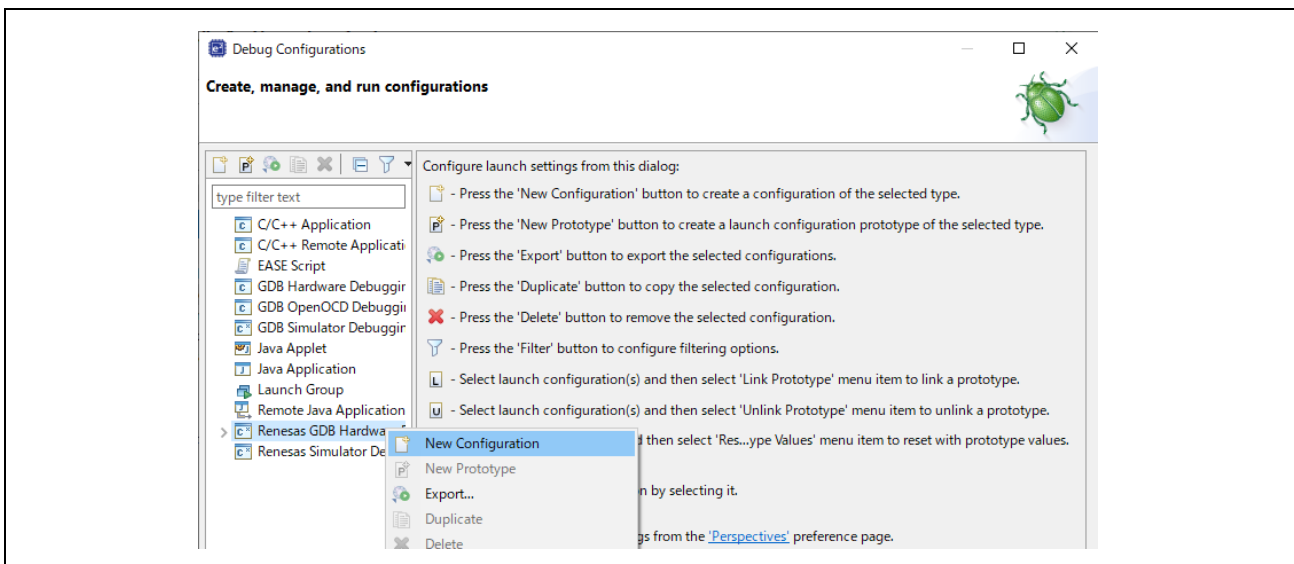 Debug Configurations
Create, manage, and run configurations
type filter text
C/C++ Application
C/C++ Remote Applicati
EASE Script
GDB Hardware Debuggin
GDB OpenOCD Debuggi
GDB Simulator Debuggin
Java Applet
Java Application
Launch Group
Remote Java Application
Renesas GDB Hardwa
Renesas Simulator De
Configure launch settings from this dialog:
- Press the 'New Configuration' button to create a configuration of the selected type.
- Press the 'New Prototype' button to create a launch configuration prototype of the selected type.
- Press the 'Export' button to export the selected configurations.
- Press the 'Duplicate' button to copy the selected configuration.
- Press the 'Delete' button to remove the selected configuration.
- Press the 'Filter' button to configure filtering options.
L - Select launch configuration(s) and then select 'Link Prototype' menu item to link a prototype.
U - Select launch configuration(s) and then select 'Unlink Prototype' menu item to unlink a prototype.
then select 'Res...ype Values' menu item to reset with prototype values.
by selecting it.
from the 'Perspectives' preference page.
New Configuration
New Prototype
Export...
Duplicate
Delete